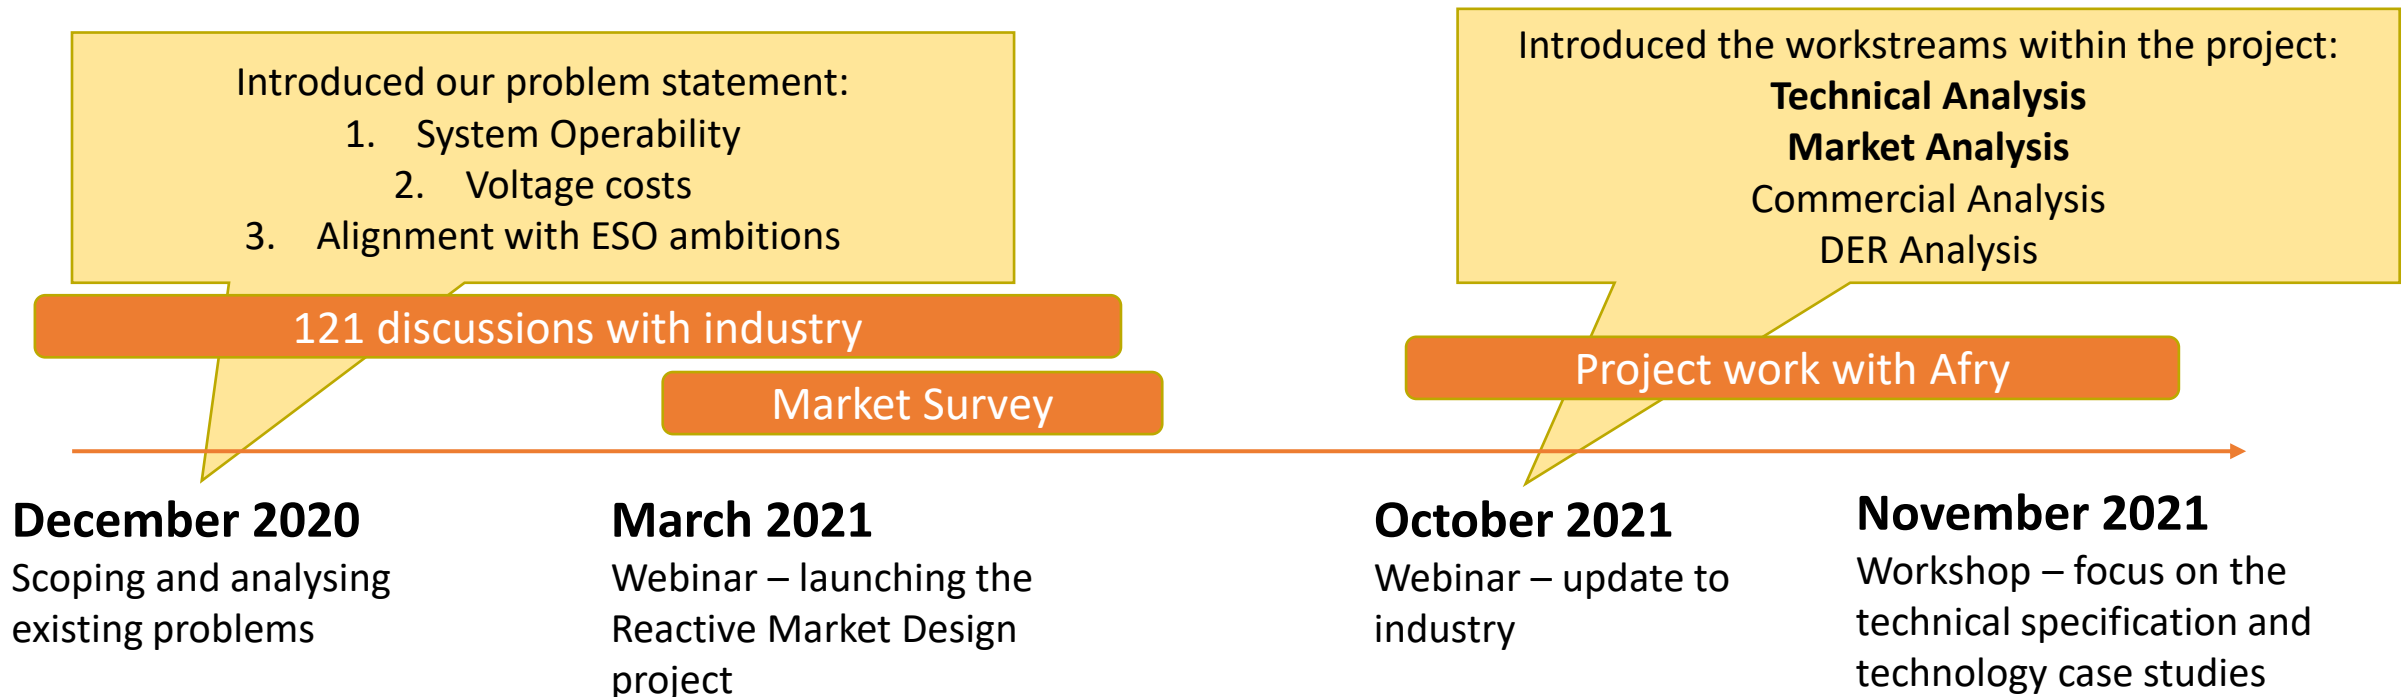 Introduced our problem statement:
1. System Operability
2. Voltage costs
3. Alignment with ESO ambitions
Introduced the workstreams within the project:
Technical Analysis
Market Analysis
Commercial Analysis
DER Analysis
121 discussions with industry
Market Survey
Project work with Afry
December 2020
Scoping and analysing
existing problems
March 2021
Webinar – launching the
Reactive Market Design
project
October 2021
Webinar – update to
industry
November 2021
Workshop – focus on the
technical specification and
technology case studies